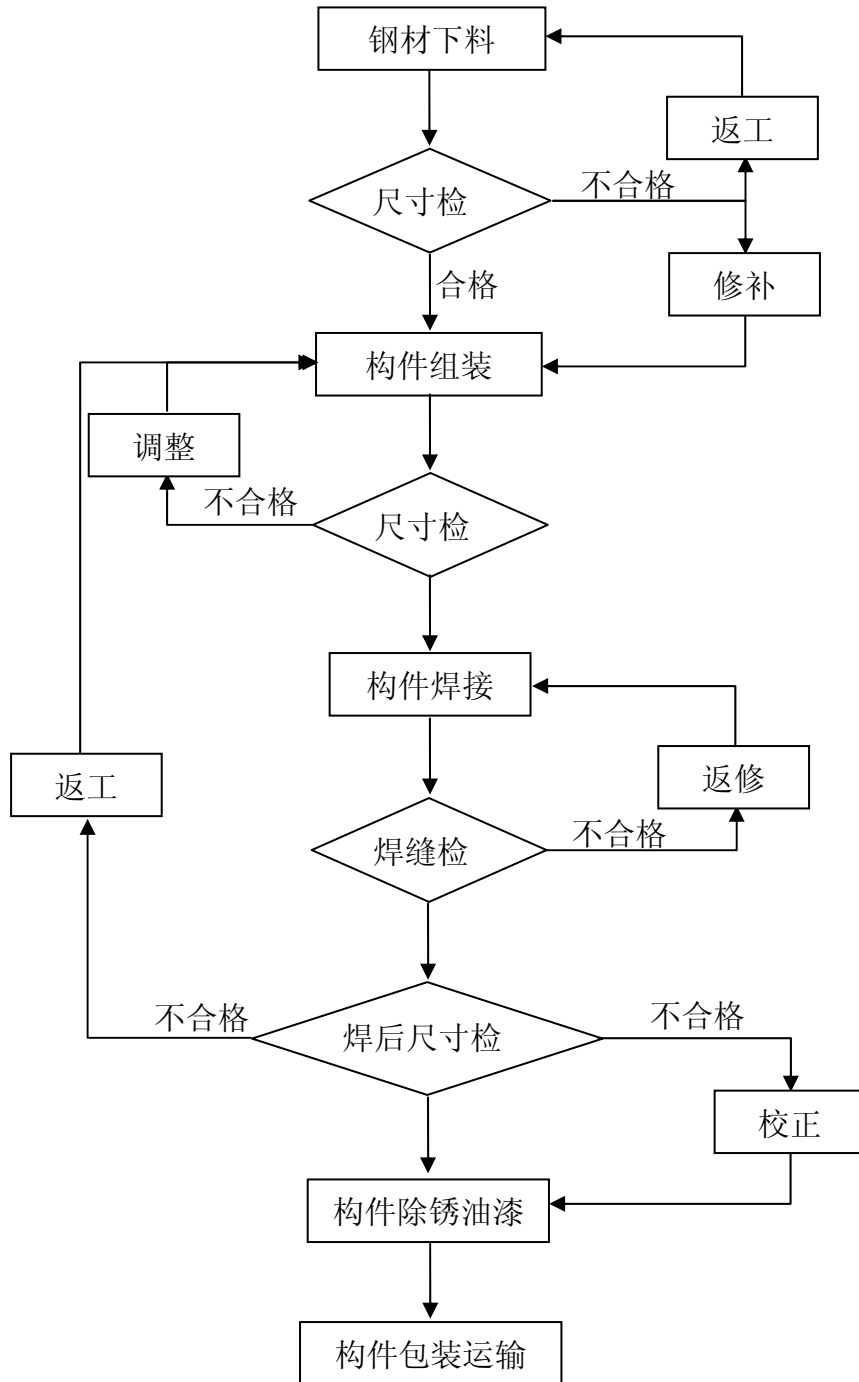 钢材下料
返工
尺寸检
不合格
合格
修补
构件组装
调整
不合格
尺寸检
构件焊接
返工
返修
焊缝检
不合格
不合格
焊后尺寸检
不合格
校正
构件除锈油漆
构件包装运输